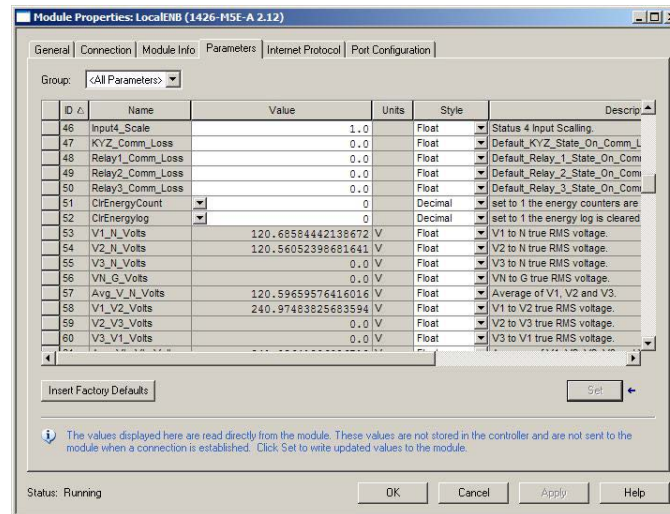 Module Properties: LocalENB (1426-M5E-A 2.12)
General Connection Module Info Parameters Internet Protocol Port Configuration
Group: <All Parameters>
ID Name Value Units Style Descrip
46 Input4_Scale 1.0 Float Status 4 Input Scalling.
47 KYZ_Comm_Loss 0.0 Float Default_KYZ_State_On_Comm_L
48 Relay1_Comm_Loss 0.0 Float Default_Relay_1_State_On_Com
49 Relay2_Comm_Loss 0.0 Float Default_Relay_2_State_On_Com
50 Relay3_Comm_Loss 0.0 Float Default_Relay_3_State_On_Com
51 ClrEnergyCount 0 Decimal set to 1 the energy counters are
52 ClrEnergylog 0 Decimal set to 1 the energy log is cleared
53 V1_N_Volts 120.68584442138672 V Float V1 to N true RMS voltage.
54 V2_N_Volts 120.56052398681641 V Float V2 to N true RMS voltage.
55 V3_N_Volts 0.0 V Float V3 to N true RMS voltage.
56 VN_G_Volts 0.0 V Float VN to G true RMS voltage.
57 Avg_V_N_Volts 120.59659576416016 V Float Average of V1, V2 and V3.
58 V1_V2_Volts 240.97483825683594 V Float V1 to V2 true RMS voltage.
59 V2_V3_Volts 0.0 V Float V2 to V3 true RMS voltage.
60 V3_V1_Volts 0.0 V Float V3 to V1 true RMS voltage.
Insert Factory Defaults Set
The values displayed here are read directly from the module. These values are not stored in the controller and are not sent to the
module when a connection is established. Click Set to write updated values to the module.
Status: Running OK Cancel Apply Help